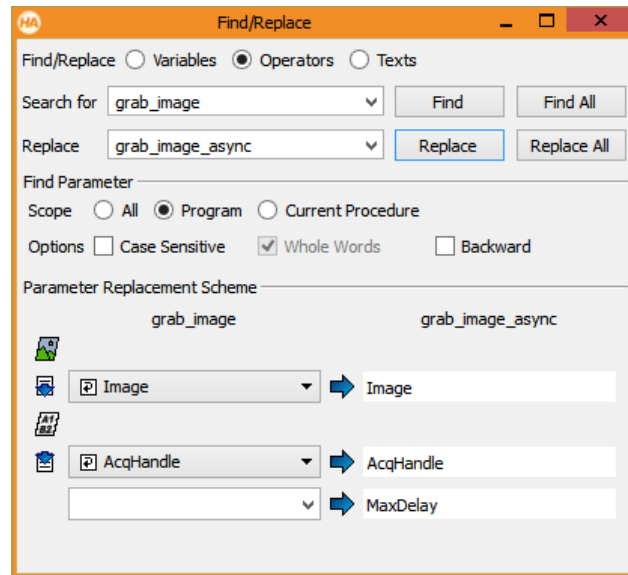 HA Find/Replace
Find/Replace Variables Operators Texts
Search for grab_image Find Find All
Replace grab_image_async Replace Replace All
Find Parameter
Scope All Program Current Procedure
Options Case Sensitive Whole Words Backward
Parameter Replacement Scheme
grab_image grab_image_async
Image Image
A1
B2
AcqHandle AcqHandle
MaxDelay